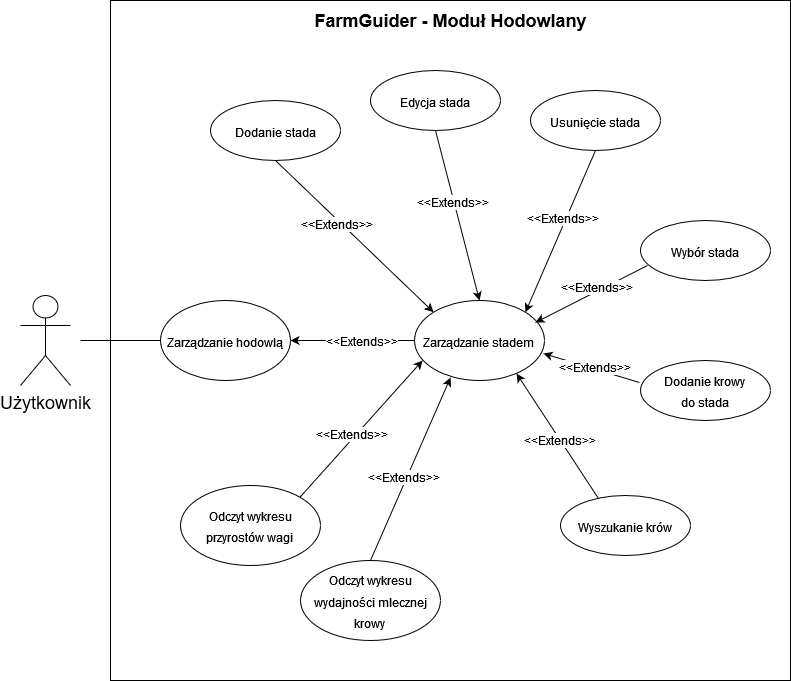 FarmGuider - Moduł Hodowlany
Edycja stada
Usunięcie stada
Dodanie stada
<<Extends>>
<<Extends>>
<<Extends>>
Wybór stada
<<Extends>>
Zarządzanie hodowlą
<<Extends>>
Zarządzanie stadem
<<Extends>>
Dodanie krowy
do stada
Użytkownik
<<Extends>>
<<Extends>>
<<Extends>>
Odczyt wykresu
przyrostów wagi
Wyszukanie krów
Odczyt wykresu
wydajności mlecznej
krowy